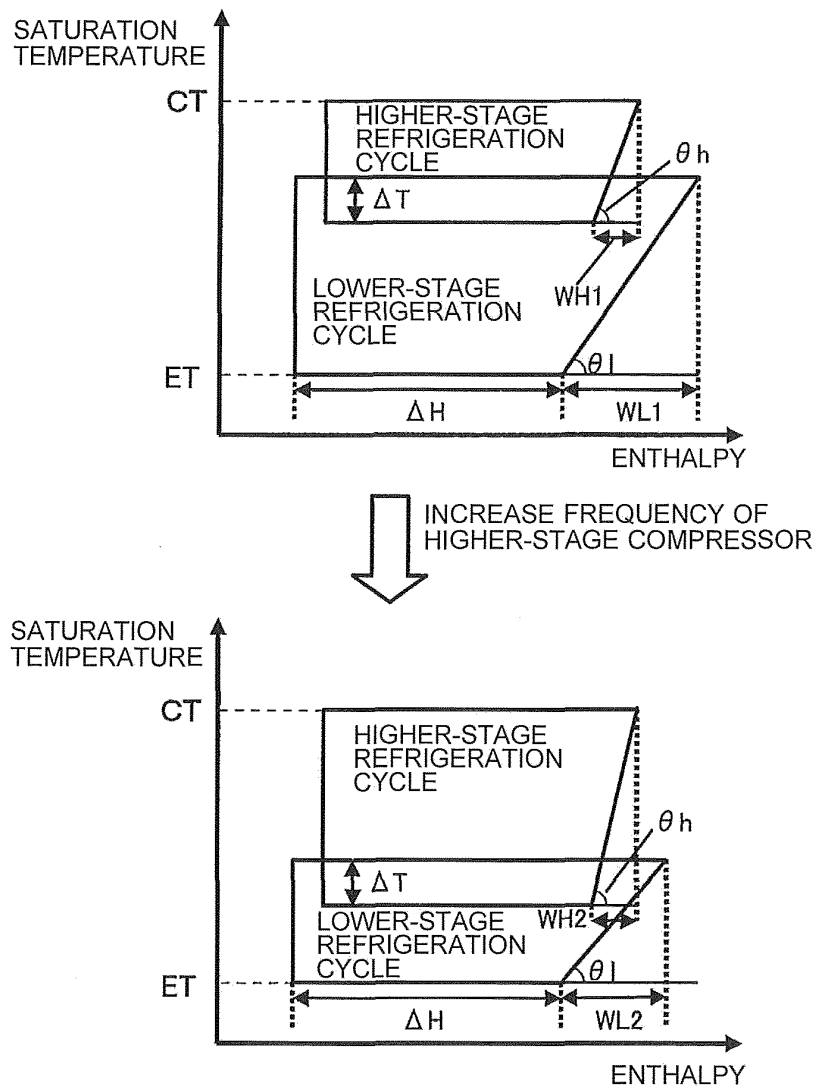 SATURATION
TEMPERATURE
CT
HIGHER-STAGE
REFRIGERATION
CYCLE
θh
ΔT
WH1
LOWER-STAGE
REFRIGERATION
CYCLE
θl
ET
ΔH
WL1
ENTHALPY
INCREASE FREQUENCY OF
HIGHER-STAGE COMPRESSOR
SATURATION
TEMPERATURE
CT
HIGHER-STAGE
REFRIGERATION
CYCLE
θh
ΔT
LOWER-STAGE
REFRIGERATION
CYCLE
WH2
θl
ET
ΔH
WL2
ENTHALPY